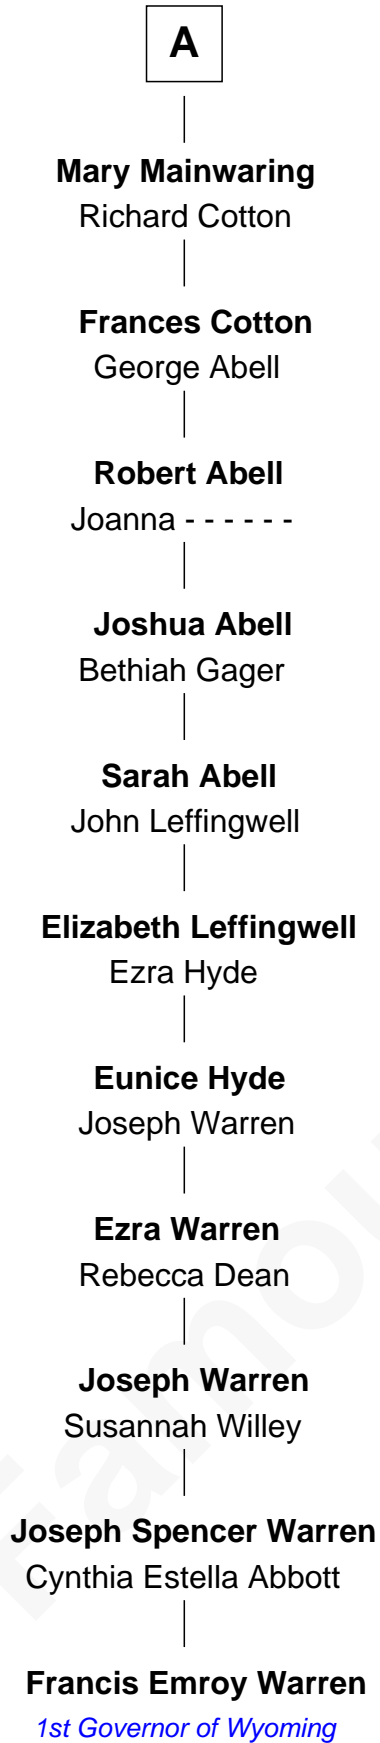 A
Mary Mainwaring
Richard Cotton
Frances Cotton
George Abell
Robert Abell
Joanna - - - - - -
Joshua Abell
Bethiah Gager
Sarah Abell
John Leffingwell
Elizabeth Leffingwell
Ezra Hyde
Eunice Hyde
Joseph Warren
Ezra Warren
Rebecca Dean
Joseph Warren
Susannah Willey
Joseph Spencer Warren
Cynthia Estella Abbott
Francis Emroy Warren
1st Governor of Wyoming